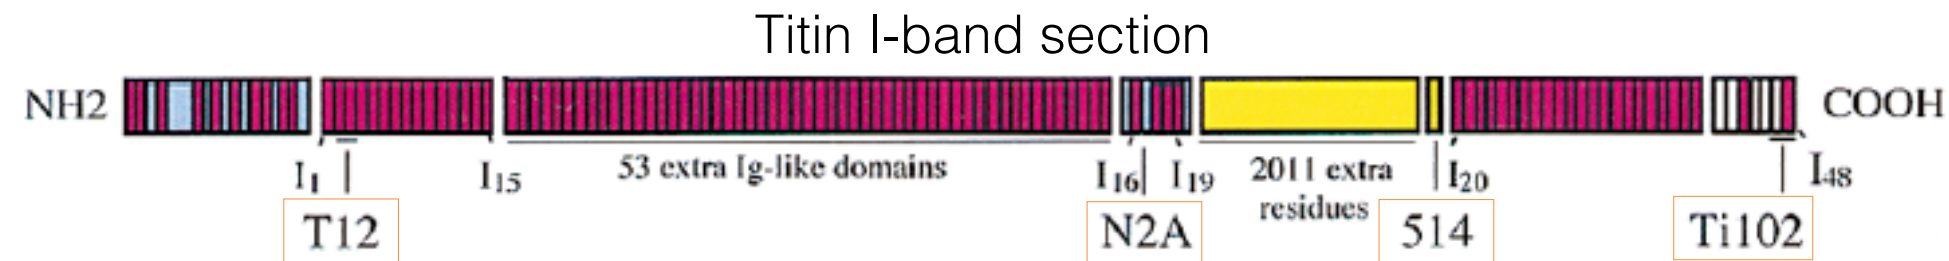 Titin I-band section
NH2
COOH
I1
I15
53 extra Ig-like domains
I16
I19
2011 extra
residues
I20
I48
T12
N2A
514
Ti102